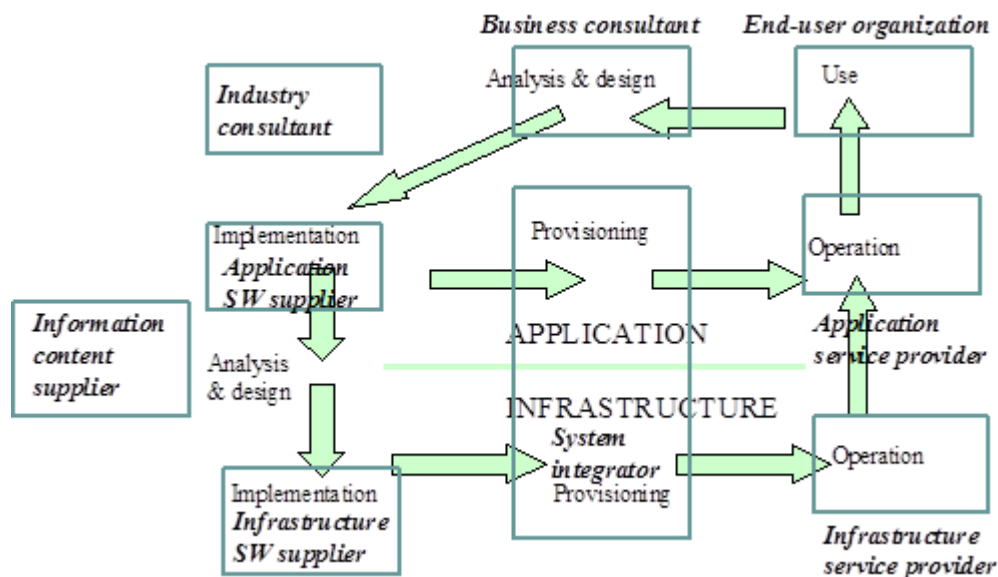 Business consultant
End-user organization
Analysis & design
Use
Industry
consultant
Implementation
Application
SW supplier
Provisioning
Operation
Information
content
supplier
APPLICATION
Application
service provider
Analysis
& design
INFRASTRUCTURE
System
integrator
Provisioning
Operation
Implementation
Infrastructure
SW supplier
Infrastructure
service provider